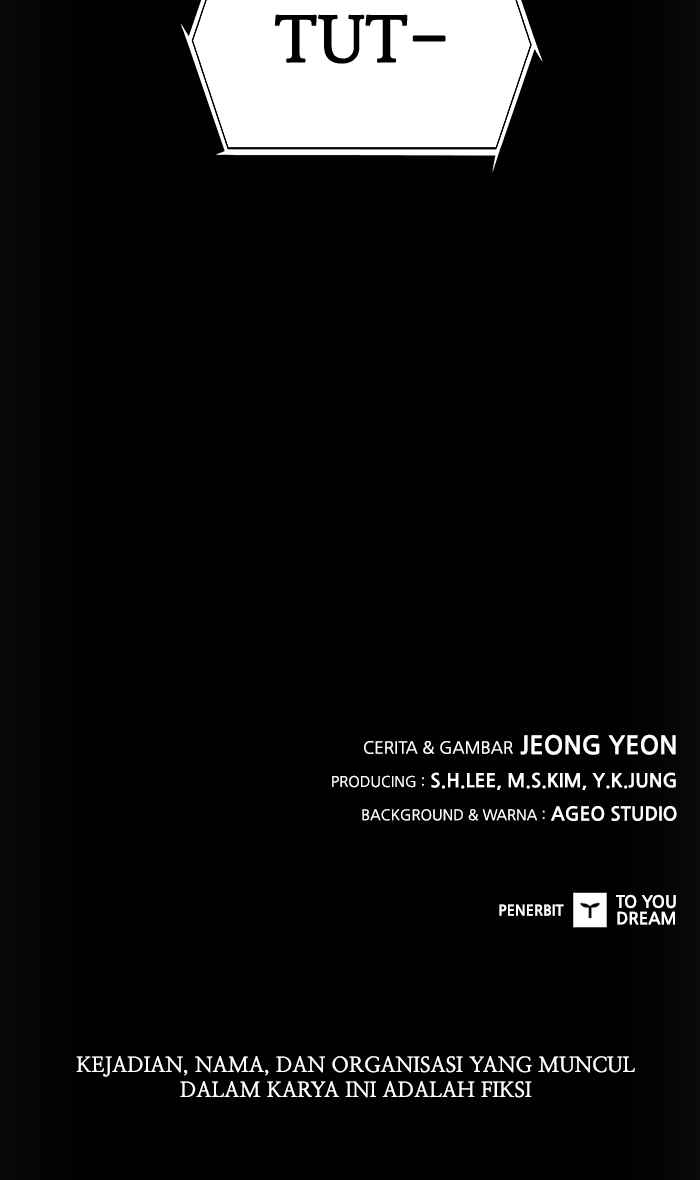 TUT-
CERITA & GAMBAR JEONG YEON
PRODUCING : S.H.LEE, M.S.KIM, Y.K.JUNG
BACKGROUND & WARNA : AGEO STUDIO
PENERBIT TO YOU DREAM
KEJADIAN, NAMA, DAN ORGANISASI YANG MUNCUL
DALAM KARYA INI ADALAH FIKSI